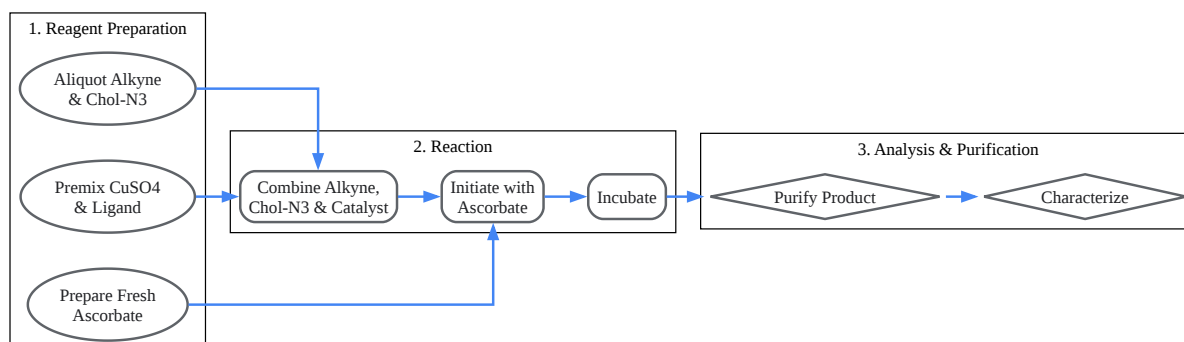 1. Reagent Preparation
Aliquot Alkyne
& Chol-N3
Premix CuSO4
& Ligand
Prepare Fresh
Ascorbate
2. Reaction
Combine Alkyne,
Chol-N3 & Catalyst
Initiate with
Ascorbate
Incubate
3. Analysis & Purification
Purify Product
Characterize